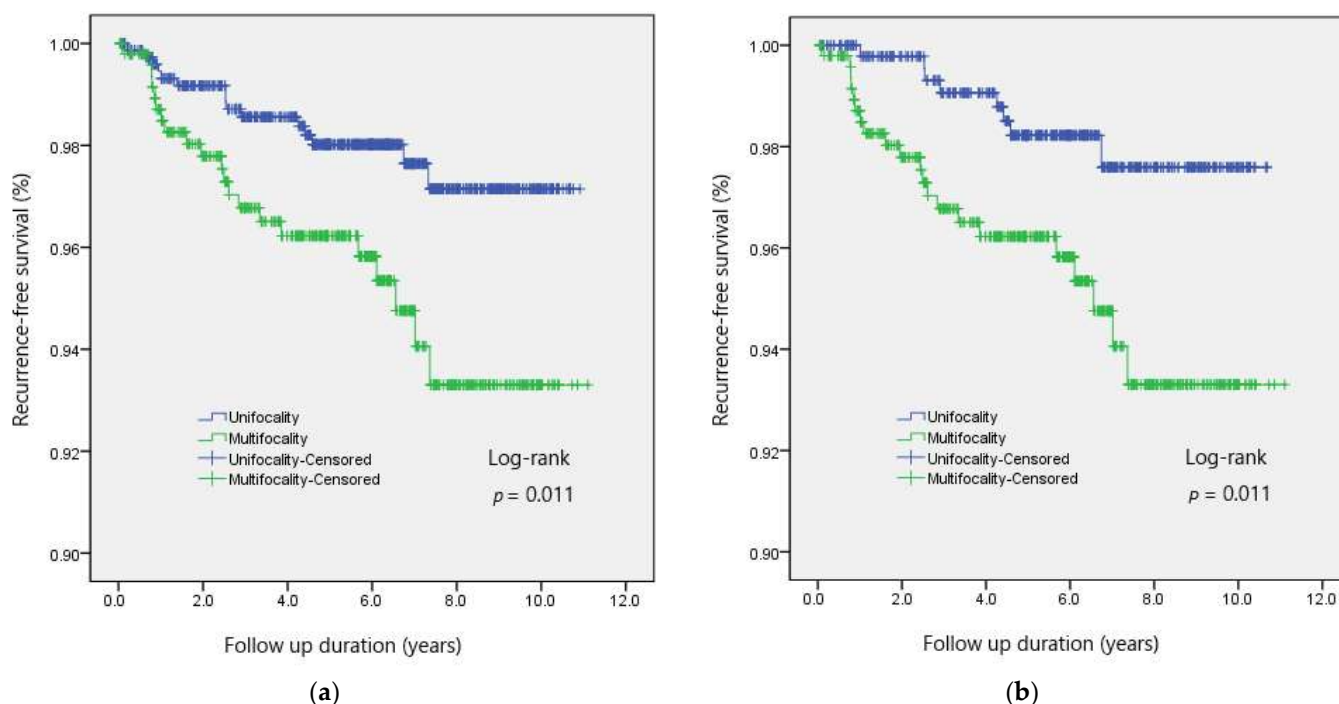 Recurrence-free survival (%)
1.00
0.98
0.96
0.94
0.92
0.90
Unifocality
Multifocality
Unifocality-Censored
Multifocality-Censored
Log-rank
p = 0.011
0.0 2.0 4.0 6.0 8.0 10.0 12.0
Follow up duration (years)
(a)
Recurrence-free survival (%)
1.00
0.98
0.96
0.94
0.92
0.90
Unifocality
Multifocality
Unifocality-Censored
Multifocality-Censored
Log-rank
p = 0.011
0.0 2.0 4.0 6.0 8.0 10.0 12.0
Follow up duration (years)
(b)